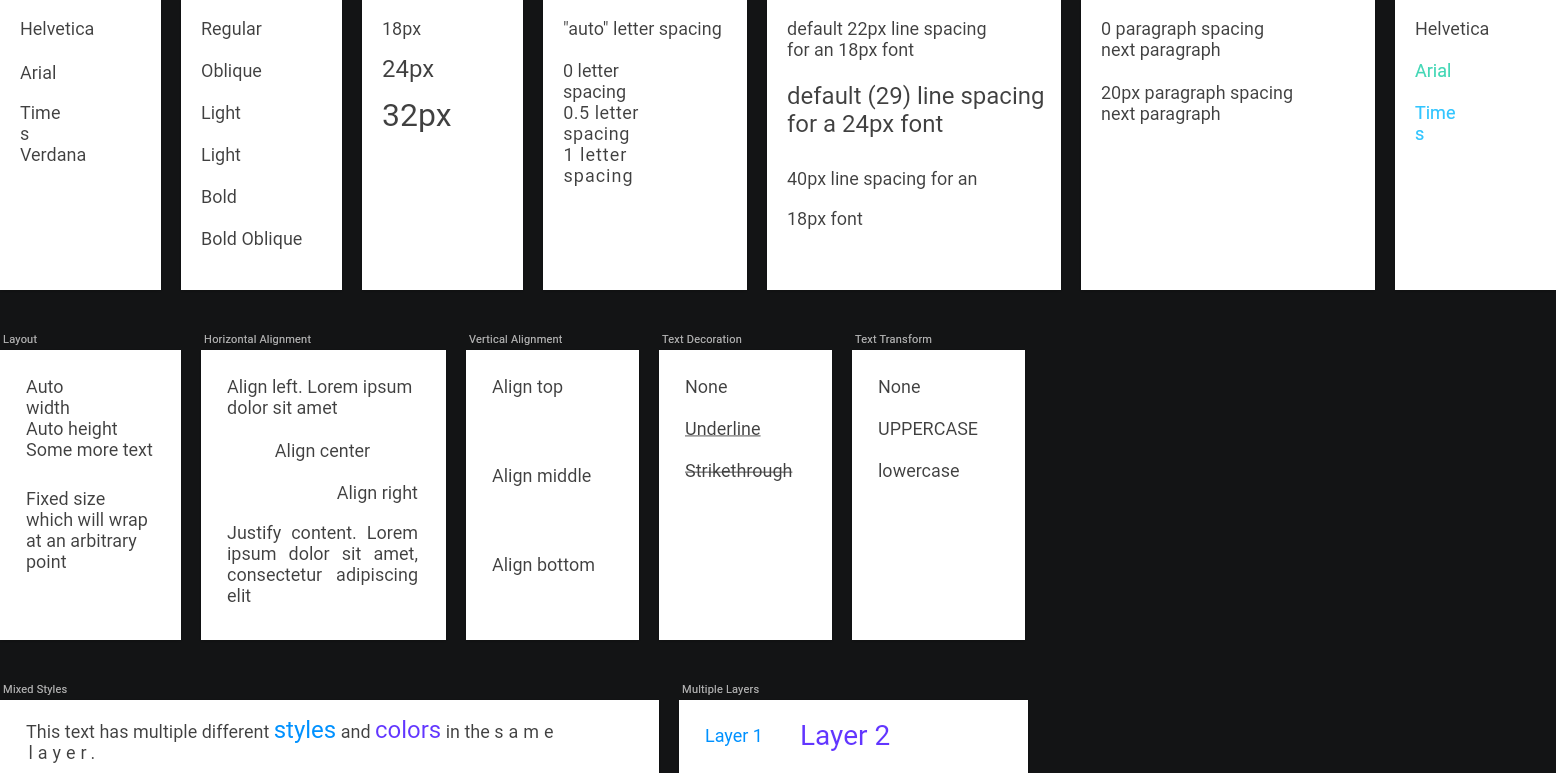 Helvetica
Arial
Time
s
Verdana
Regular
Oblique
Light
Light
Bold
Bold Oblique
18px
24px
32px
"auto" letter spacing
0 letter
spacing
0.5 letter
spacing
1 letter
spacing
default 22px line spacing
for an 18px font
default (29) line spacing
for a 24px font
40px line spacing for an
18px font
0 paragraph spacing
next paragraph
20px paragraph spacing
next paragraph
Helvetica
Arial
Time
s
Layout
Auto
width
Auto height
Some more text
Fixed size
which will wrap
at an arbitrary
point
Horizontal Alignment
Align left. Lorem ipsum
dolor sit amet
Align center
Align right
Justify content. Lorem
ipsum dolor sit amet,
consectetur adipiscing
elit
Vertical Alignment
Align top
Align middle
Align bottom
Text Decoration
None
Underline
Strikethrough
Text Transform
None
UPPERCASE
lowercase
Mixed Styles
This text has multiple different styles and colors in the s a m e
l a y e r .
Multiple Layers
Layer 1
Layer 2